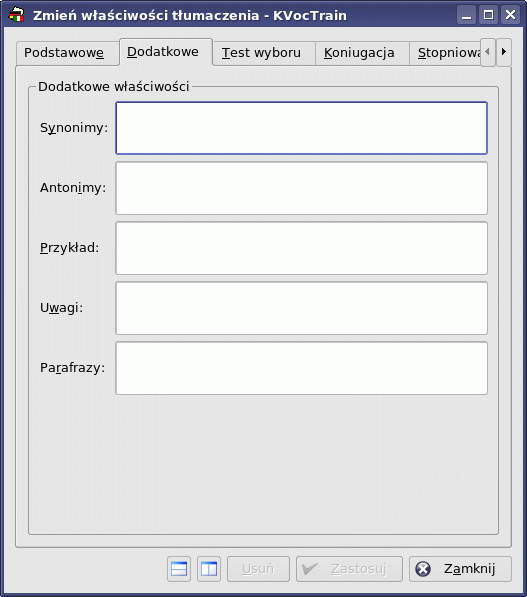 Zmień właściwości tłumaczenia - KVocTrain
Podstawowe Dodatkowe Test wyboru Koniugacja
Dodatkowe właściwości
Synonimy:
Antonimy:
Przykład:
Uwagi:
Parafrazy:
Usuń Zastosuj Zamknij